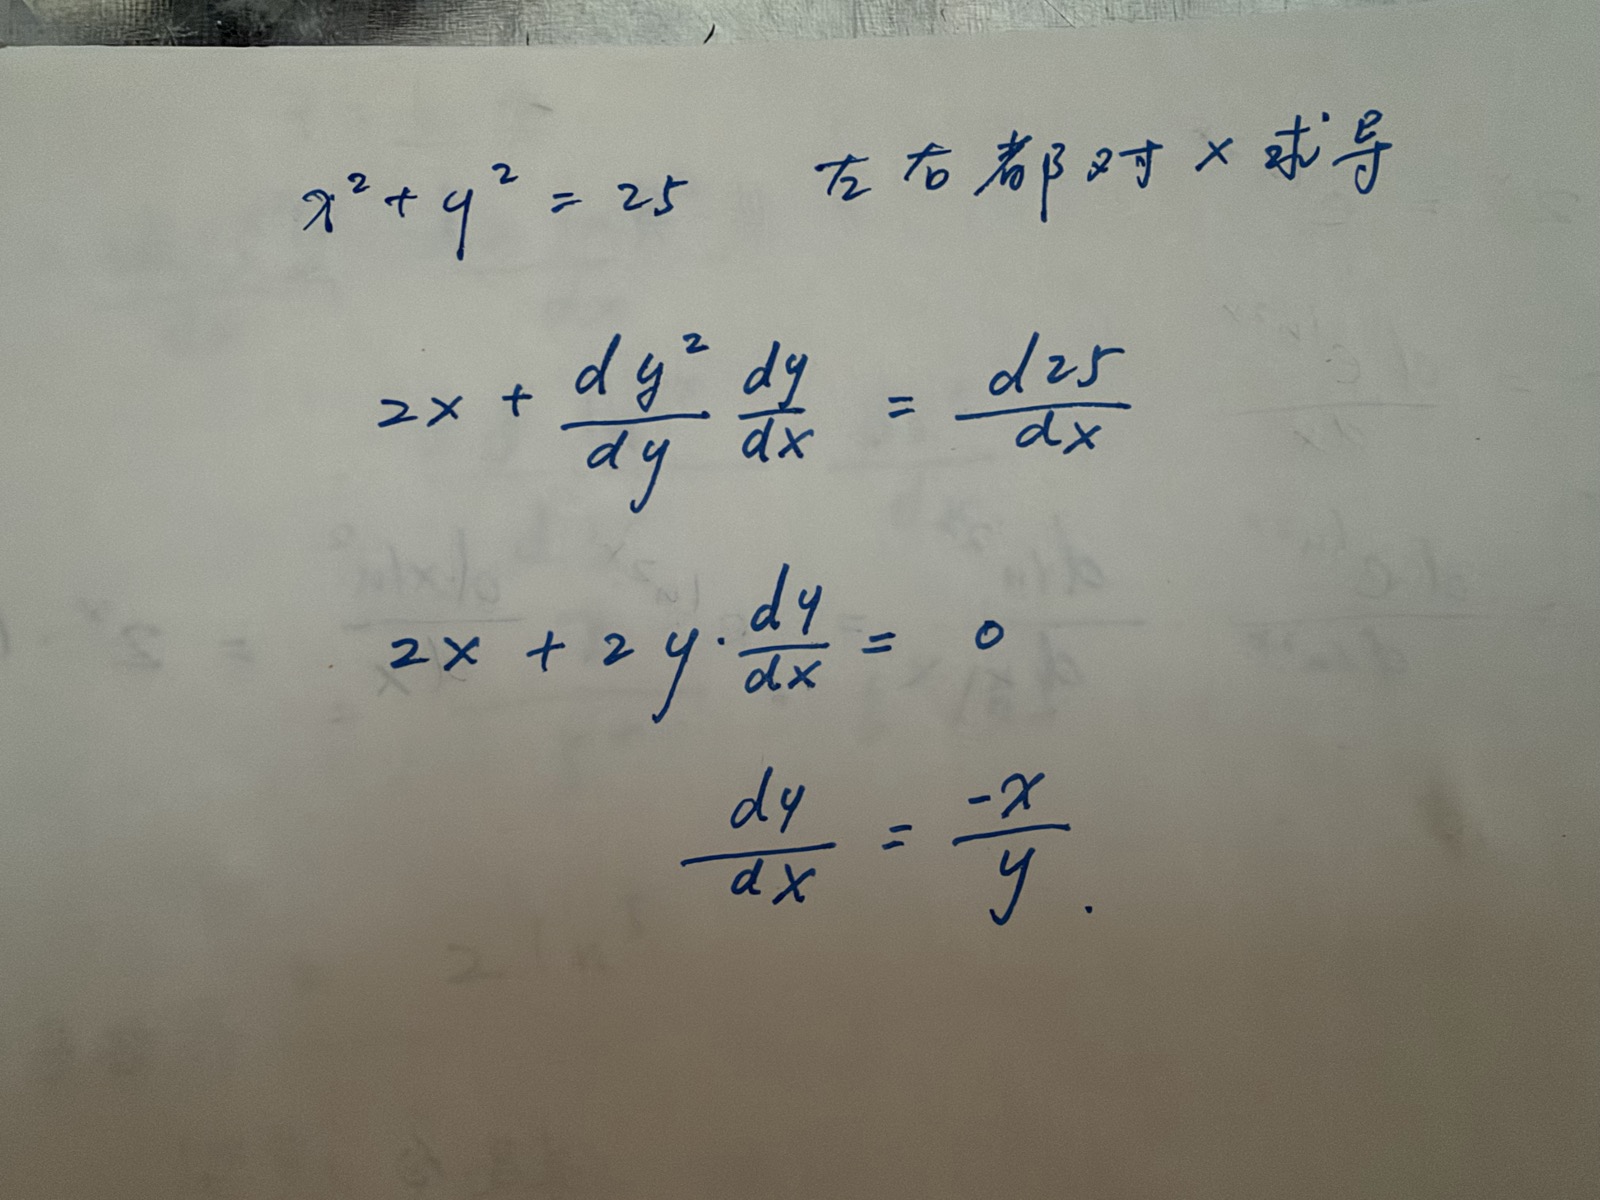 x² + y² = 25 左右都对x求导
2x + dy²/dy dy/dx = d25/dx
2x + 2y · dy/dx = 0
dy/dx = -x/y.